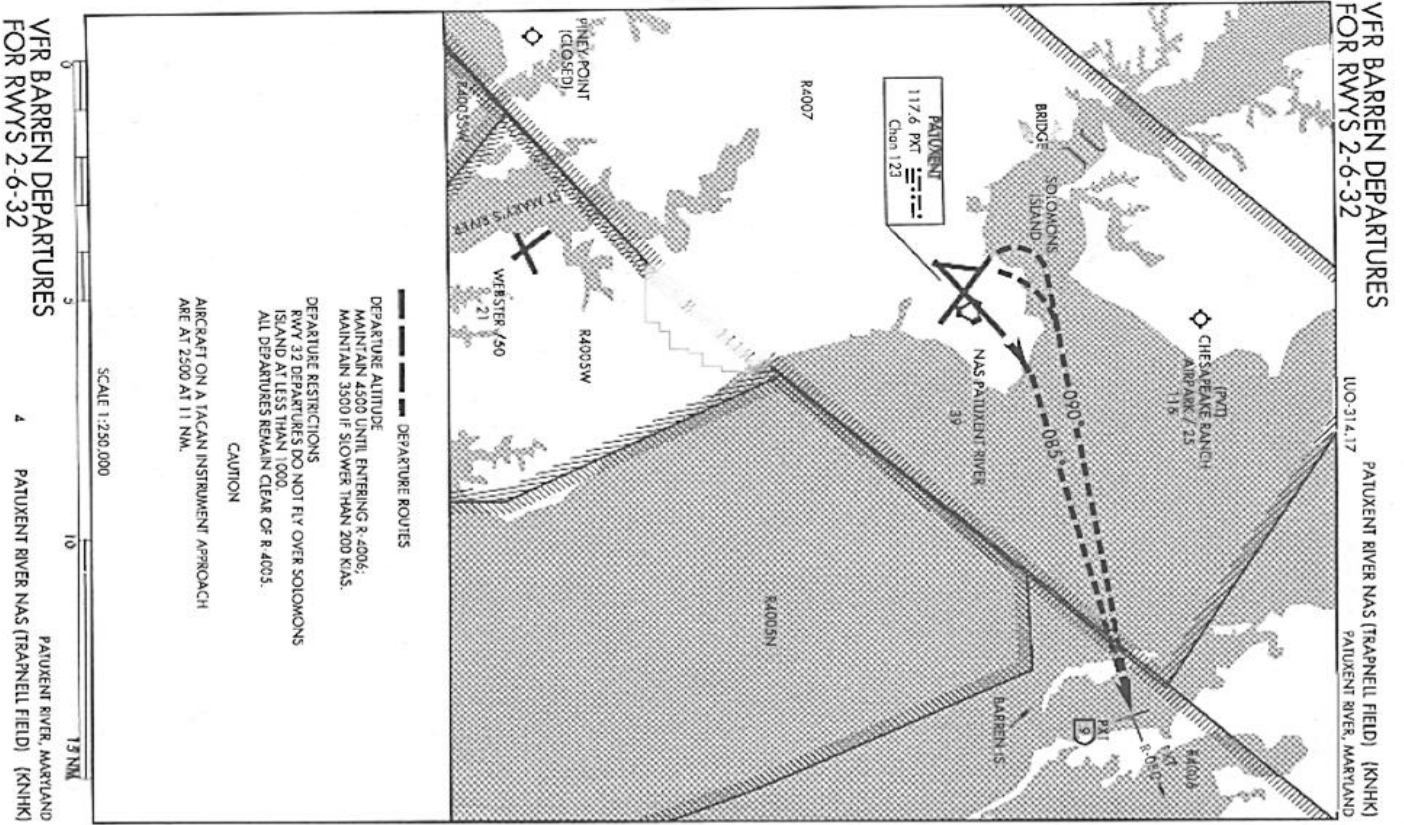 VFR BARREN DEPARTURES
FOR RWYS 2-6-32
PATUXENT RIVER NAS (TRAPNELL FIELD) (KNHK)
PATUXENT RIVER, MARYLAND
R4007
PINEY POINT
(CLOSED)
BRIDGE
SOLOMONS
ISLAND
PATUXENT
117.6 PXT
Chan 123
(PVT)
CHESAPEAKE RANCH
AIRPARK/25
NAS PATUXENT RIVER
39
090°
085°
ST MARY'S RIVER
WEBSTER /50
21
R4005W
R4005N
BARREN IS
PXT
9
R4006
DEPARTURE ROUTES
DEPARTURE ALTITUDE
MAINTAIN 4500 UNTIL ENTERING R-4006;
MAINTAIN 3500 IF SLOWER THAN 200 KIAS.
DEPARTURE RESTRICTIONS
RWY 32 DEPARTURES DO NOT FLY OVER SOLOMONS
ISLAND AT LESS THAN 1000.
ALL DEPARTURES REMAIN CLEAR OF R-4005.
CAUTION
AIRCRAFT ON A TACAN INSTRUMENT APPROACH
ARE AT 2500 AT 11 NM.
SCALE 1:250,000
0 5 10 15 NM
VFR BARREN DEPARTURES
FOR RWYS 2-6-32
4
PATUXENT RIVER, MARYLAND
PATUXENT RIVER NAS (TRAPNELL FIELD) (KNHK)